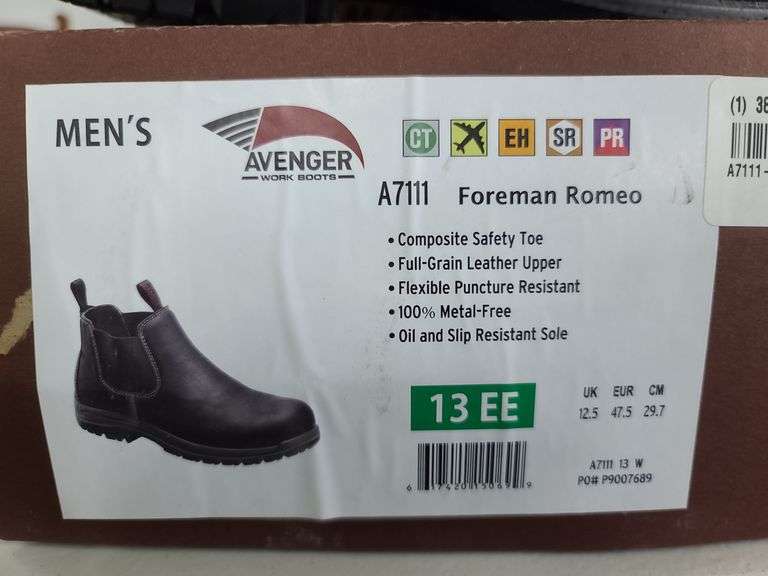 MEN'S
AVENGER
WORK BOOTS
CT
EH
SR
PR
(1) 38
A7111-
A7111 Foreman Romeo
• Composite Safety Toe
• Full-Grain Leather Upper
• Flexible Puncture Resistant
• 100% Metal-Free
• Oil and Slip Resistant Sole
13 EE
UK EUR CM
12.5 47.5 29.7
A7111 13 W
PO# P9007689